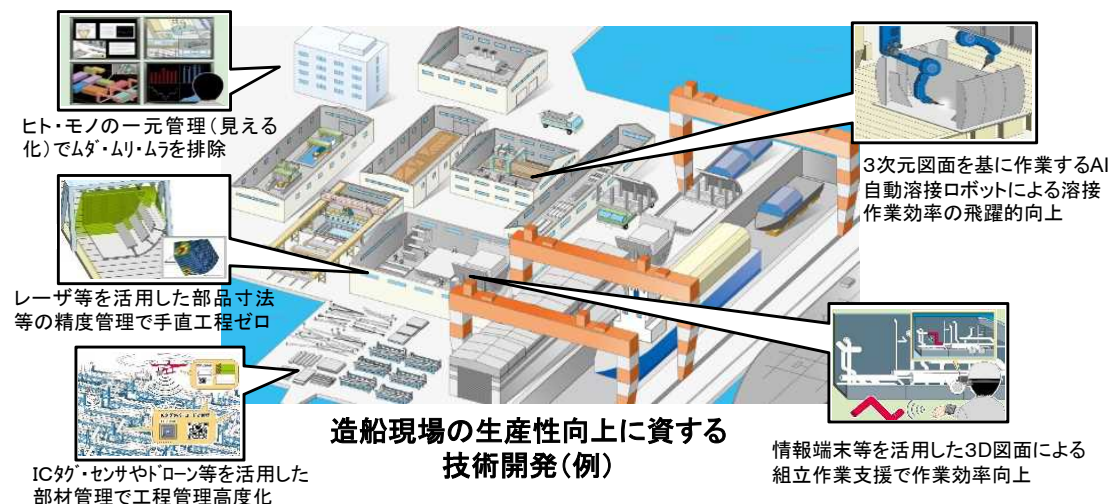 ヒト・モノの一元管理(見える
化)でムダ・ムリ・ムラを排除
レーザ等を活用した部品寸法
等の精度管理で手直工程ゼロ
ICタグ・センサやドローン等を活用した
部材管理で工程管理高度化
3次元図面を基に作業するAI
自動溶接ロボットによる溶接
作業効率の飛躍的向上
情報端末等を活用した3D図面による
組立作業支援で作業効率向上
造船現場の生産性向上に資する
技術開発(例)